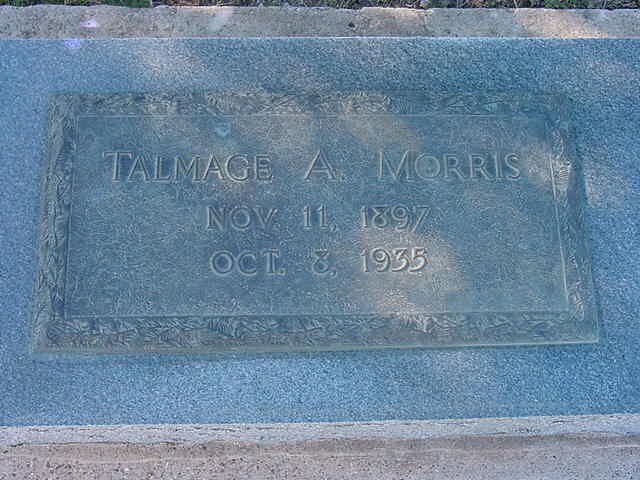 TALMAGE A. MORRIS
NOV. 11, 1897
OCT. 8, 1935